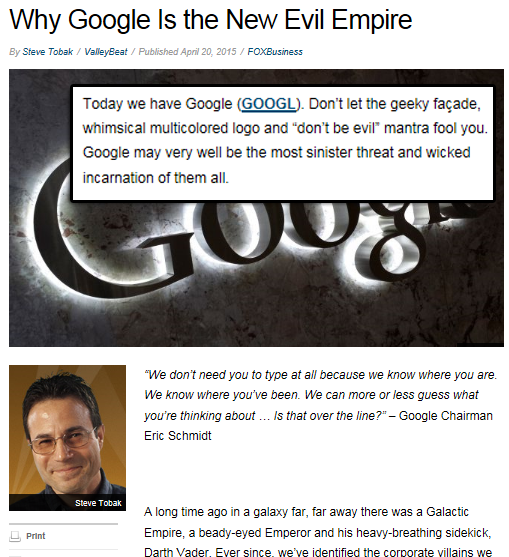 Why Google Is the New Evil Empire
By Steve Tobak / ValleyBeat / Published April 20, 2015 / FOXBusiness
Today we have Google (GOOGL). Don't let the geeky façade,
whimsical multicolored logo and “don't be evil” mantra fool you.
Google may very well be the most sinister threat and wicked
incarnation of them all.
Google
“We don’t need you to type at all because we know where you are.
We know where you’ve been. We can more or less guess what
you’re thinking about … Is that over the line?” – Google Chairman
Eric Schmidt
Steve Tobak
Print
A long time ago in a galaxy far, far away there was a Galactic
Empire, a beady-eyed Emperor and his heavy-breathing sidekick,
Darth Vader. Ever since, we’ve identified the corporate villains we